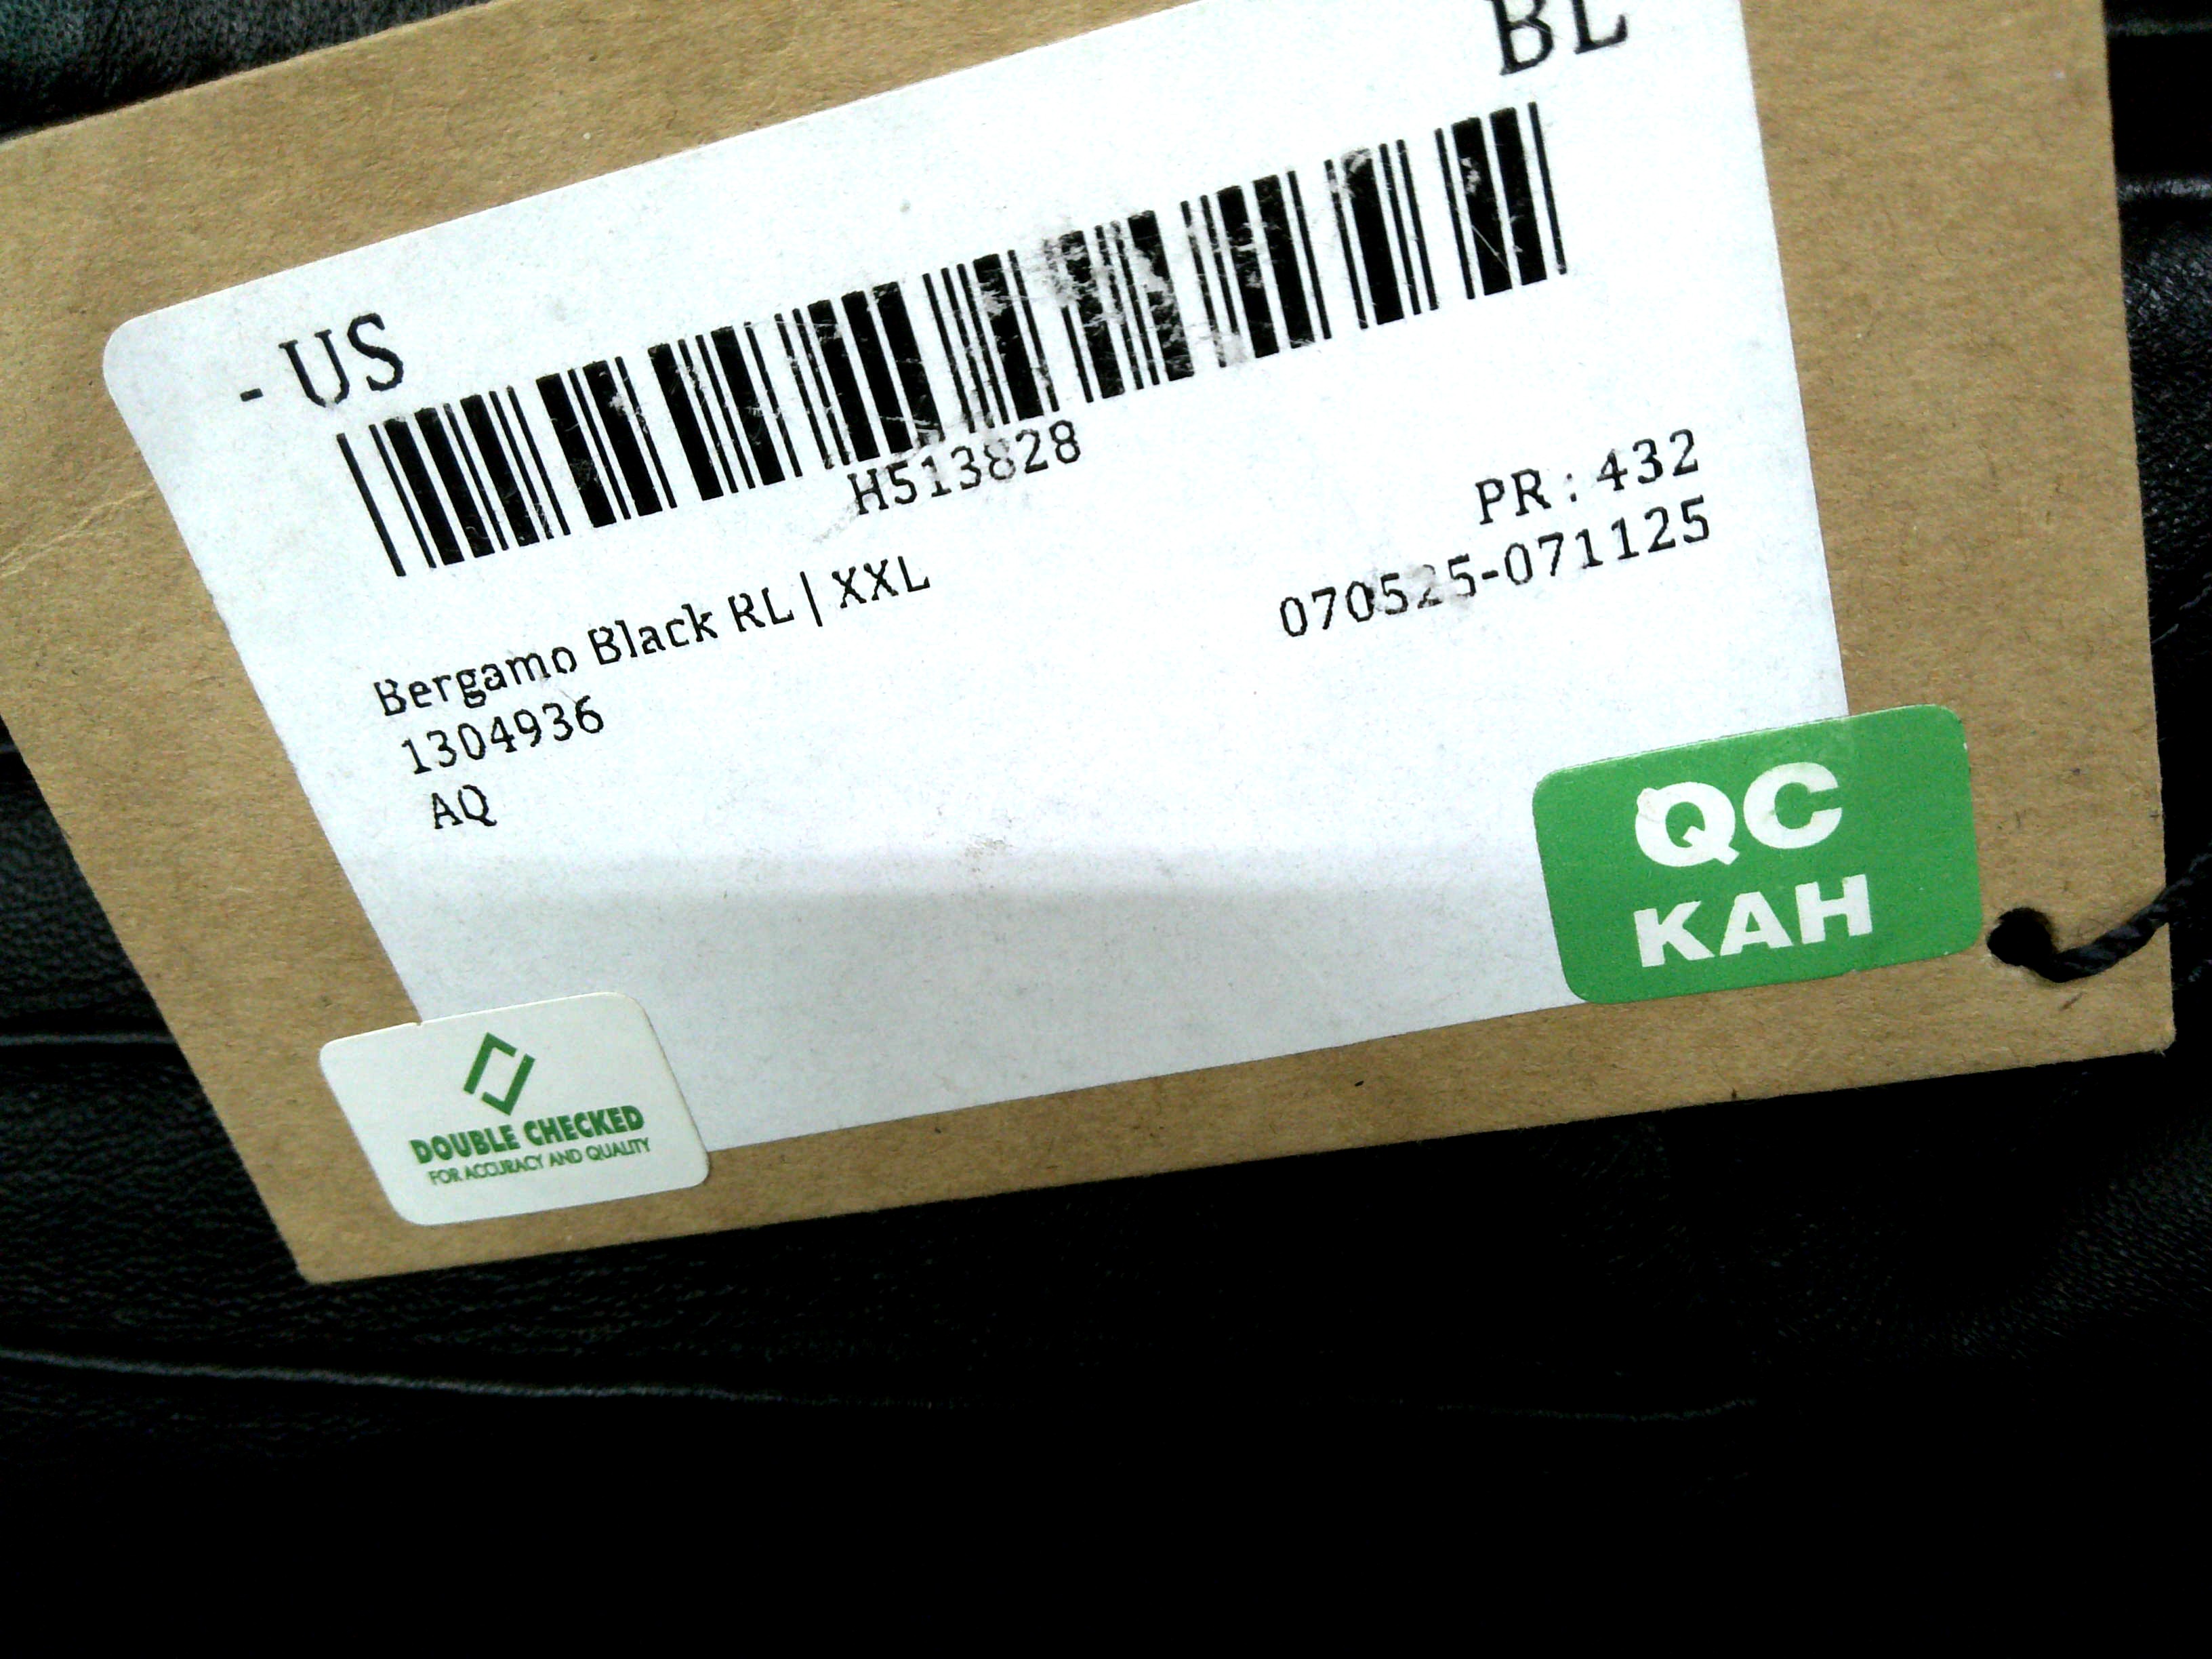 - US
BL
H513828
Bergamo Black RL | XXL
1304936
AQ
PR : 432
070525-071125
QC
KAH
DOUBLE CHECKED
FOR ACCURACY AND QUALITY